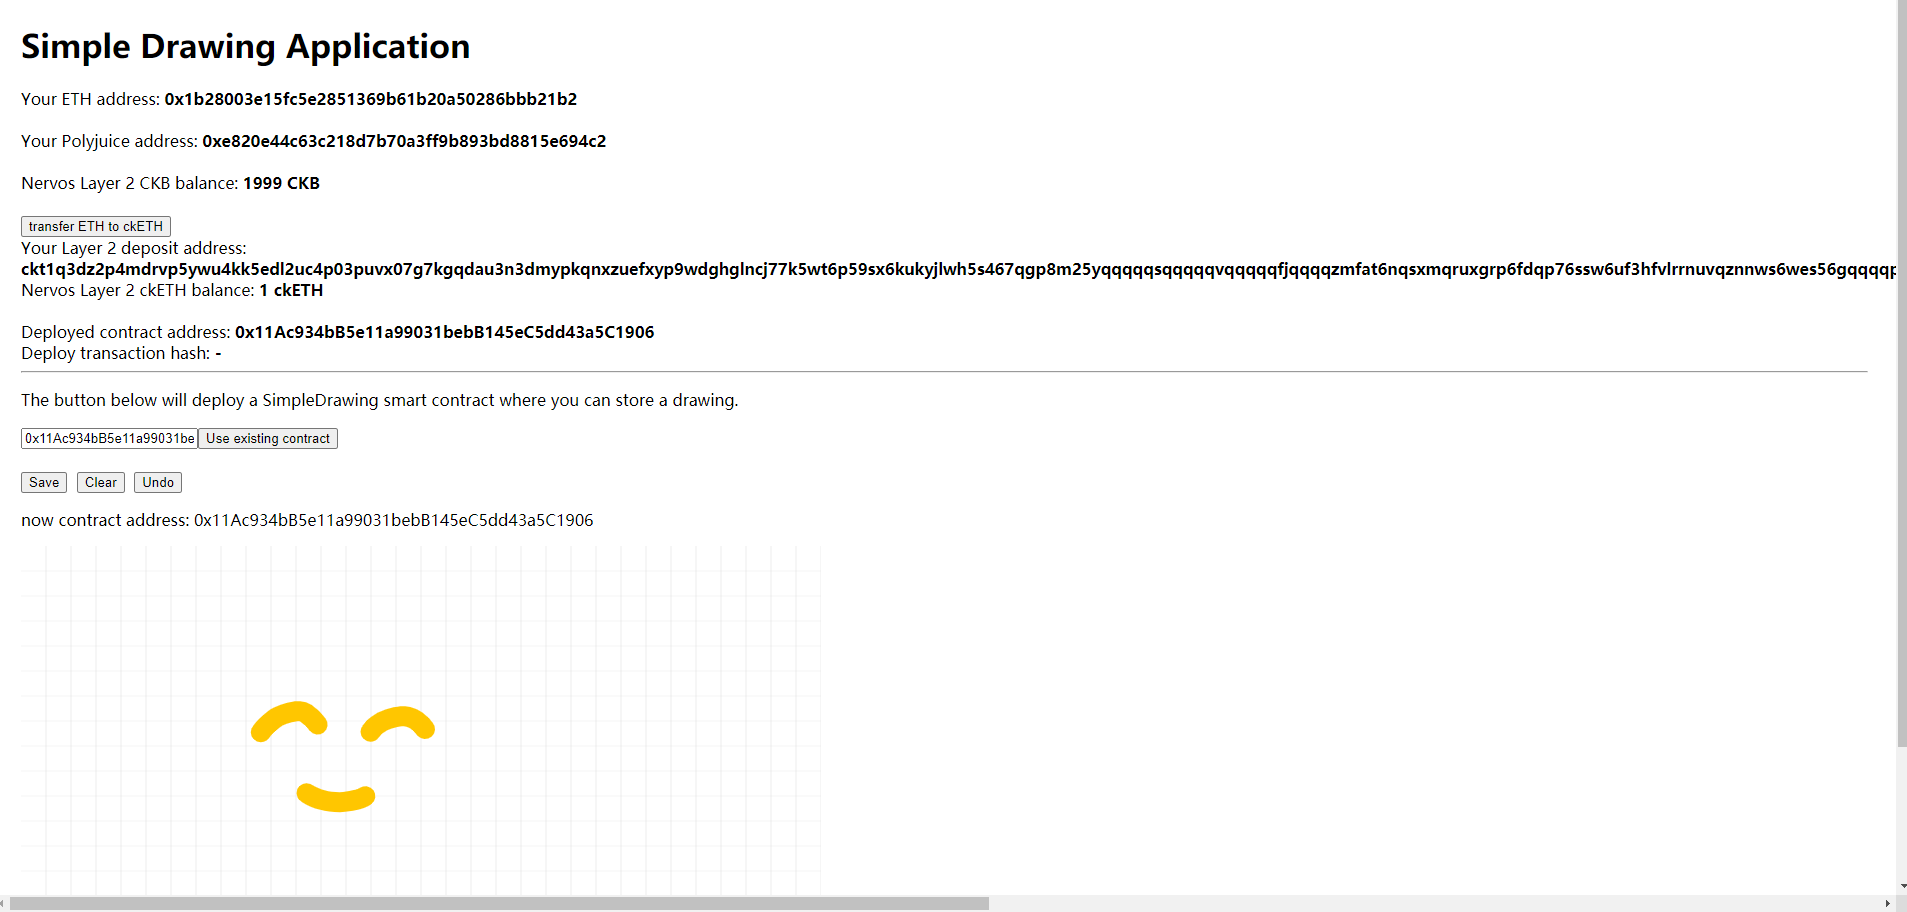 Simple Drawing Application
Your ETH address: 0x1b28003e15fc5e2851369b61b20a50286bbb21b2
Your Polyjuice address: 0xe820e44c63c218d7b70a3ff9b893bd8815e694c2
Nervos Layer 2 CKB balance: 1999 CKB
transfer ETH to ckETH
Your Layer 2 deposit address:
ckt1q3dz2p4mdrvp5ywu4kk5edl2uc4p03puvx07g7kgqdau3n3dmypkqnxzuefxyp9wdghglncj77k5wt6p59sx6kukyjlwh5s467qgp8m25yqqqqqsqqqqqvqqqqqfjqqqqzmfat6nqsxmqruxgrp6fdqp76ssw6uf3hfvlrrnuvqznnws6wes56gqqqqp
Nervos Layer 2 ckETH balance: 1 ckETH
Deployed contract address: 0x11Ac934bB5e11a99031bebB145eC5dd43a5C1906
Deploy transaction hash: -
The button below will deploy a SimpleDrawing smart contract where you can store a drawing.
0x11Ac934bB5e11a99031be Use existing contract
Save Clear Undo
now contract address: 0x11Ac934bB5e11a99031bebB145eC5dd43a5C1906